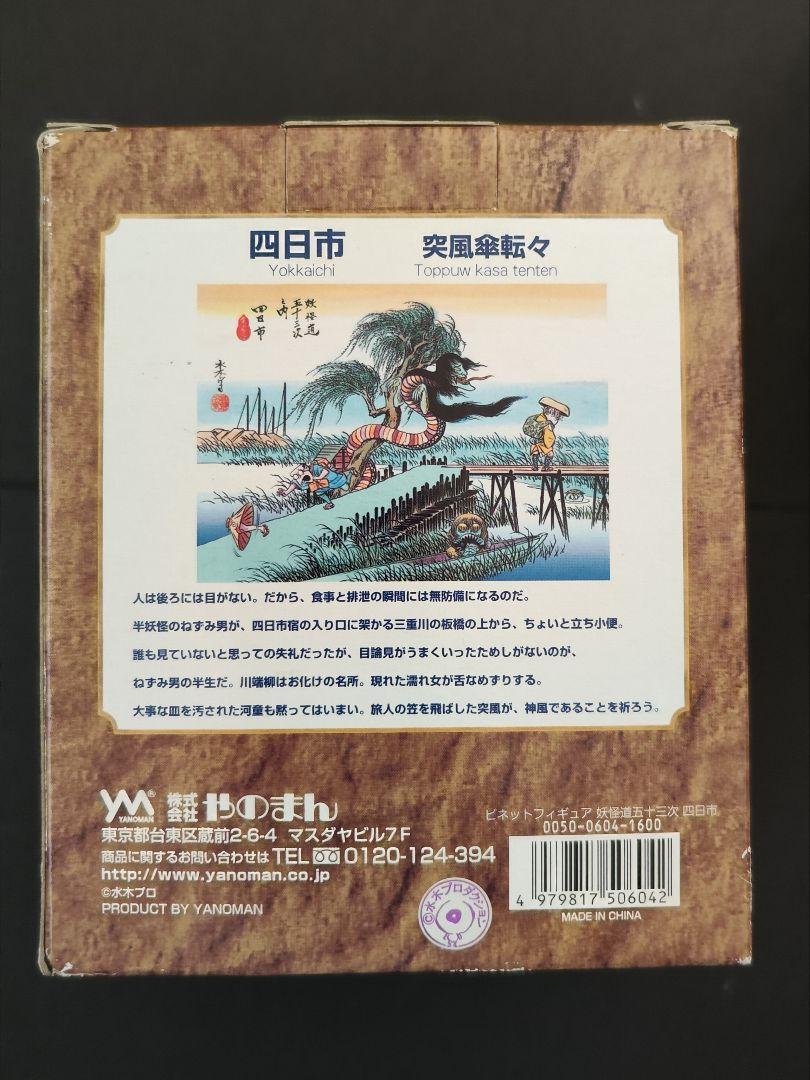 四日市
Yokkaichi
突風傘転々
Toppuw kasa tenten
妖怪道
五十三次
之内
四日市
人は後ろには目がない。だから、食事と排泄の瞬間には無防備になるのだ。
半妖怪のねずみ男が、四日市宿の入り口に架かる三重川の板橋の上から、ちょいと立ち小便。
誰も見ていないと思っての失礼だったが、目論見がうまくいったためしがないのが、
ねずみ男の半生だ。川端柳はお化けの名所。現れた濡れ女が舌なめずりする。
大事な皿を汚された河童も黙ってはいまい。旅人の笠を飛ばした突風が、神風であることを祈ろう。
YM®
YANOMAN
株式会社 やのまん
東京都台東区蔵前2-6-4 マスダヤビル7F
商品に関するお問い合わせは TEL 0120-124-394
http://www.yanoman.co.jp
©水木プロ
PRODUCT BY YANOMAN
©水木プロダクション
ビネットフィギュア 妖怪道五十三次 四日市
0050-0604-1600
4 979817 506042
MADE IN CHINA